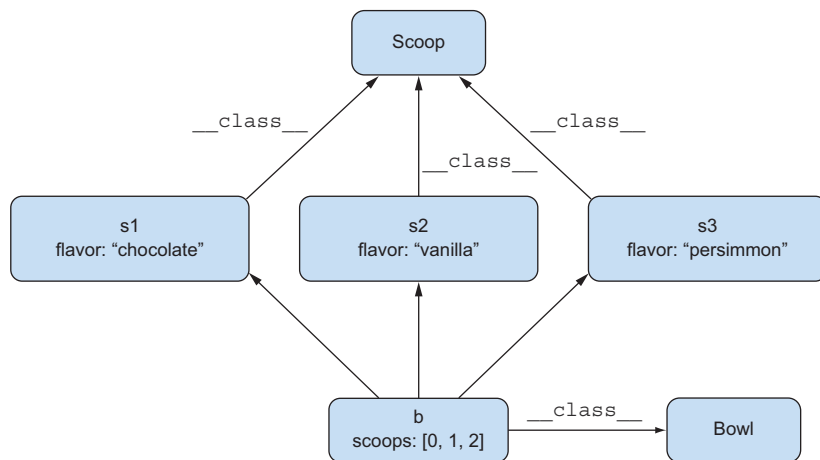 Scoop
__class__
__class__
__class__
s1
flavor: “chocolate”
s2
flavor: “vanilla”
s3
flavor: “persimmon”
b
scoops: [0, 1, 2]
__class__
Bowl